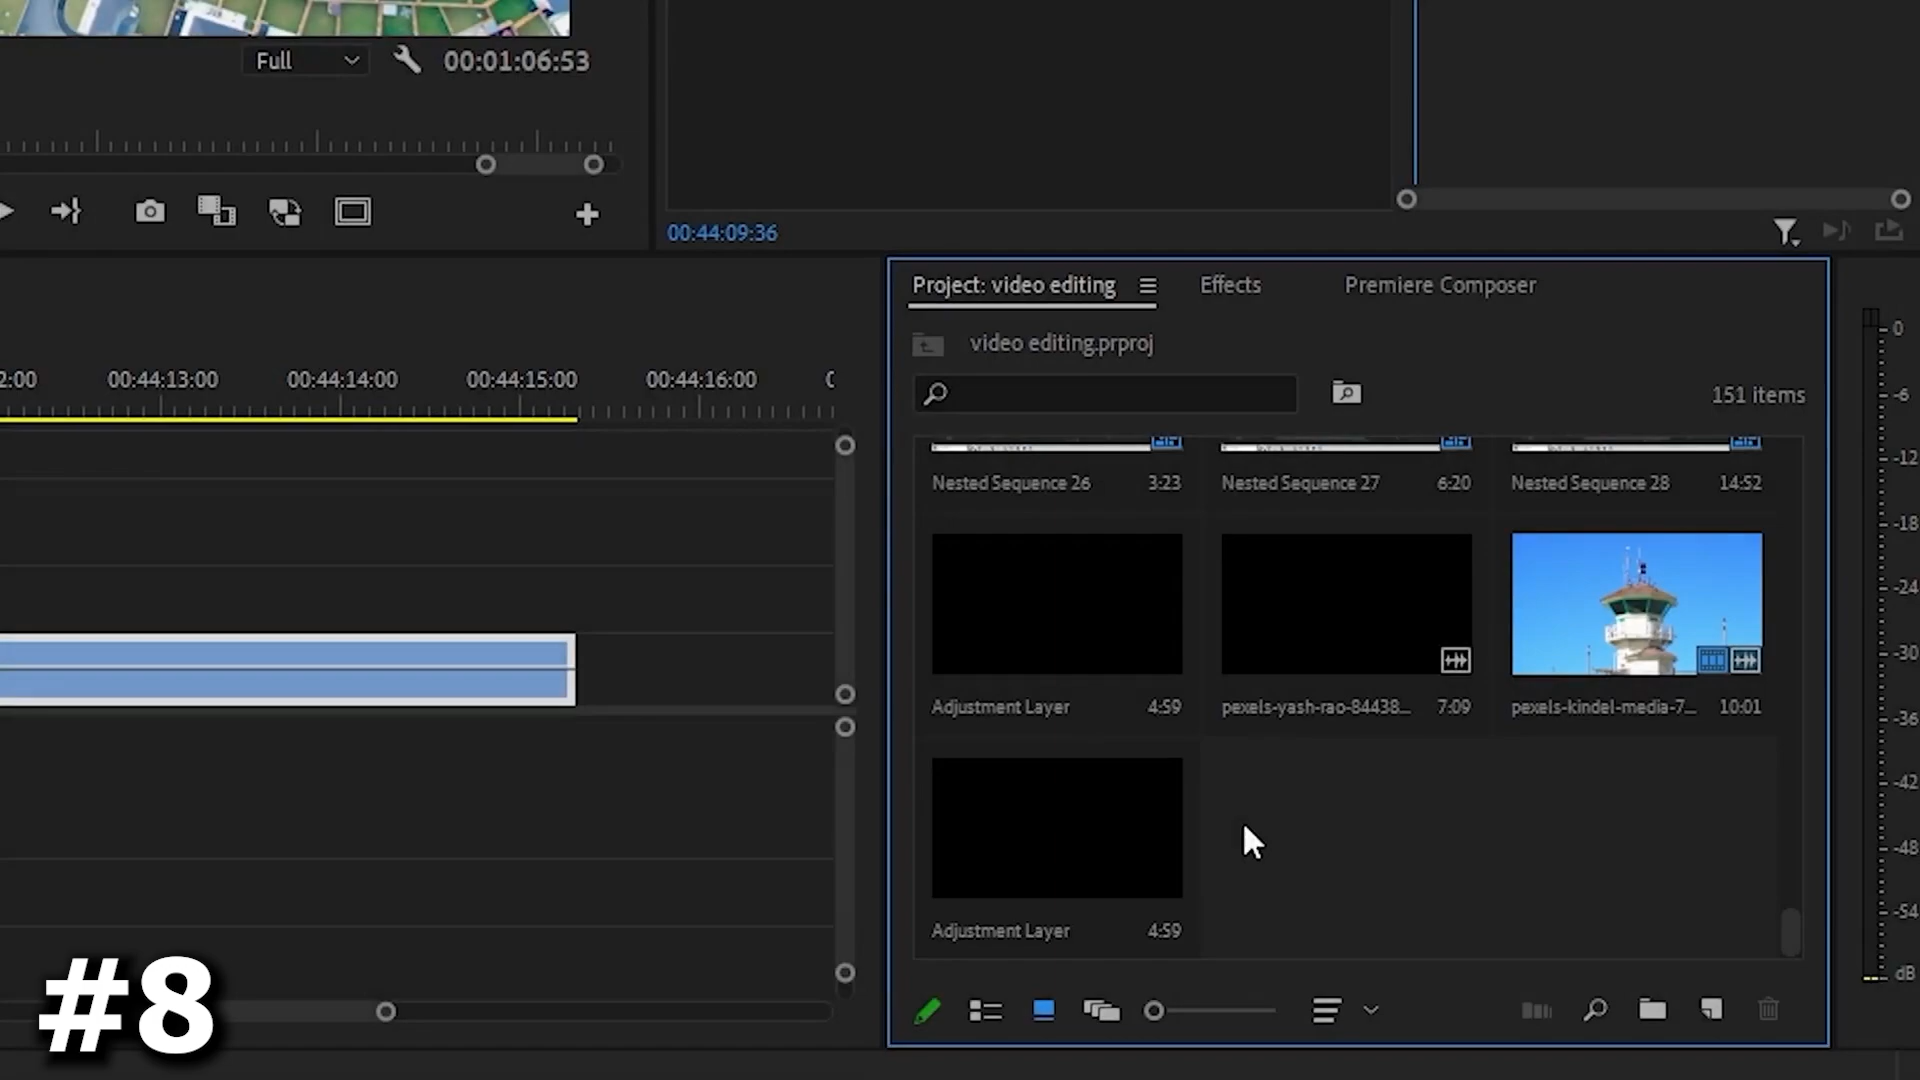 Full
00:01:06:53
00:44:09:36
Project: video editing
Effects
Premiere Composer
video editing.prproj
151 items
2:00
00:44:13:00
00:44:14:00
00:44:15:00
00:44:16:00
Nested Sequence 26
3:23
Nested Sequence 27
6:20
Nested Sequence 28
14:52
Adjustment Layer
4:59
pexels-yash-rao-84438...
7:09
pexels-kindel-media-7...
10:01
Adjustment Layer
4:59
0
-6
-12
-18
-24
-30
-36
-42
-48
-54
dB
#8